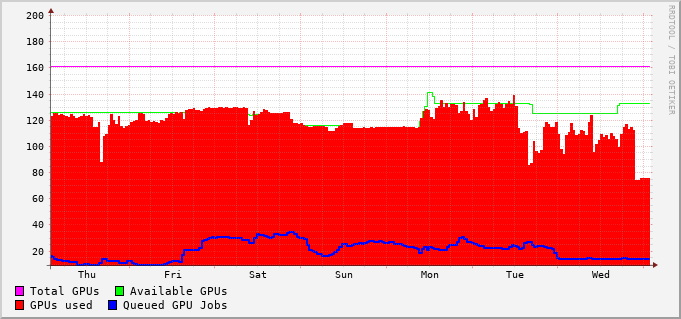 200
180
160
140
120
100
80
60
40
20
Thu Fri Sat Sun Mon Tue Wed
Total GPUs Available GPUs
GPUs used Queued GPU Jobs
RRDTOOL / TOBI OETIKER